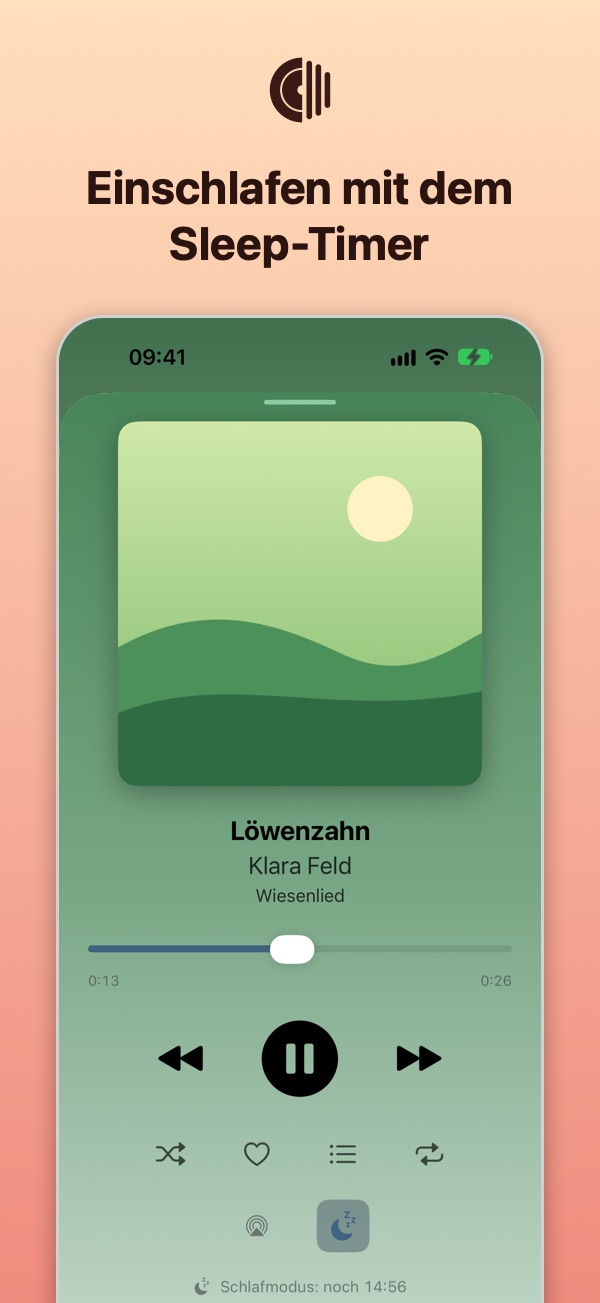 Einschlafen mit dem
Sleep-Timer
09:41
Löwenzahn
Klara Feld
Wiesenlied
0:13 0:26
Schlafmodus: noch 14:56